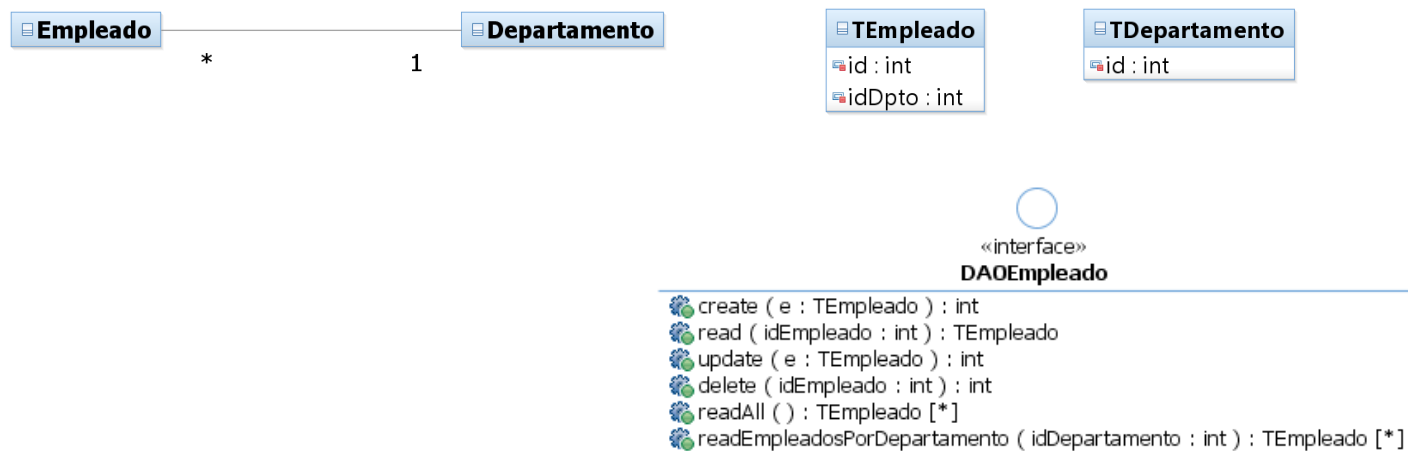 Empleado
Departamento
*
1
TEmpleado
id : int
idDpto : int
TDepartamento
id : int
«interface»
DAOEmpleado
create ( e : TEmpleado ) : int
read ( idEmpleado : int ) : TEmpleado
update ( e : TEmpleado ) : int
delete ( idEmpleado : int ) : int
readAll ( ) : TEmpleado [*]
readEmpleadosPorDepartamento ( idDepartamento : int ) : TEmpleado [*]